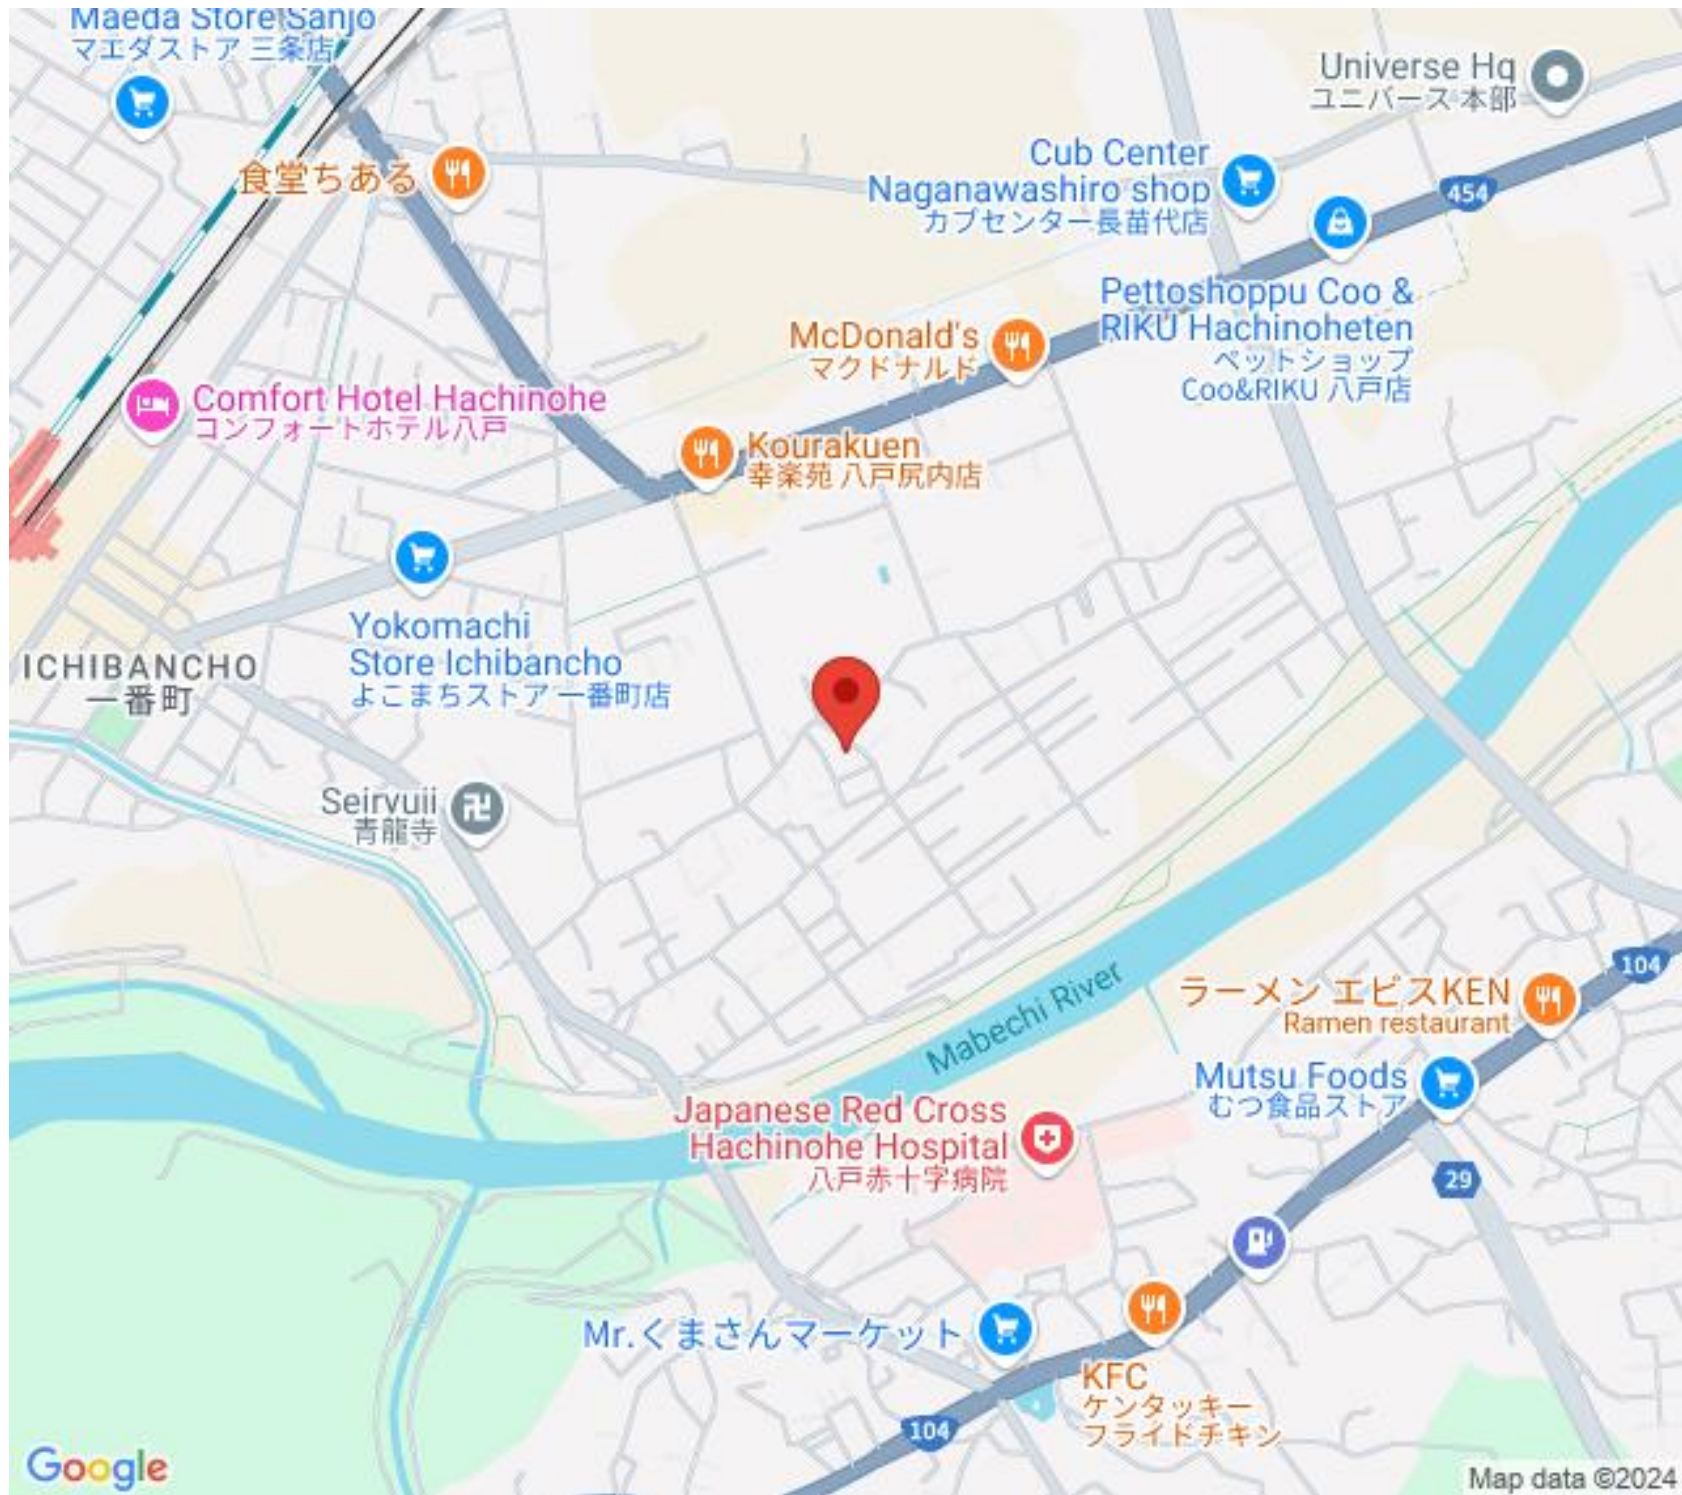 Maeda Store Sanjo
マエダストア 三条店
Universe Hq
ユニバース 本部
食堂ちある
Cub Center
Naganawashiro shop
カブセンター長苗代店
454
Pettoshoppu Coo &
RIKU Hachinoheten
ペットショップ
Coo&RIKU 八戸店
McDonald's
マクドナルド
Comfort Hotel Hachinohe
コンフォートホテル八戸
Kourakuen
幸楽苑 八戸尻内店
Yokomachi
Store Ichibancho
よこまちストア 一番町店
ICHIBANCHO
一番町
Seiryuji
青龍寺
Mabechi River
104
ラーメン エビスKEN
Ramen restaurant
Mutsu Foods
むつ食品ストア
Japanese Red Cross
Hachinohe Hospital
八戸赤十字病院
29
Mr.くまさんマーケット
KFC
ケンタッキー
フライドチキン
104
Google
Map data ©2024